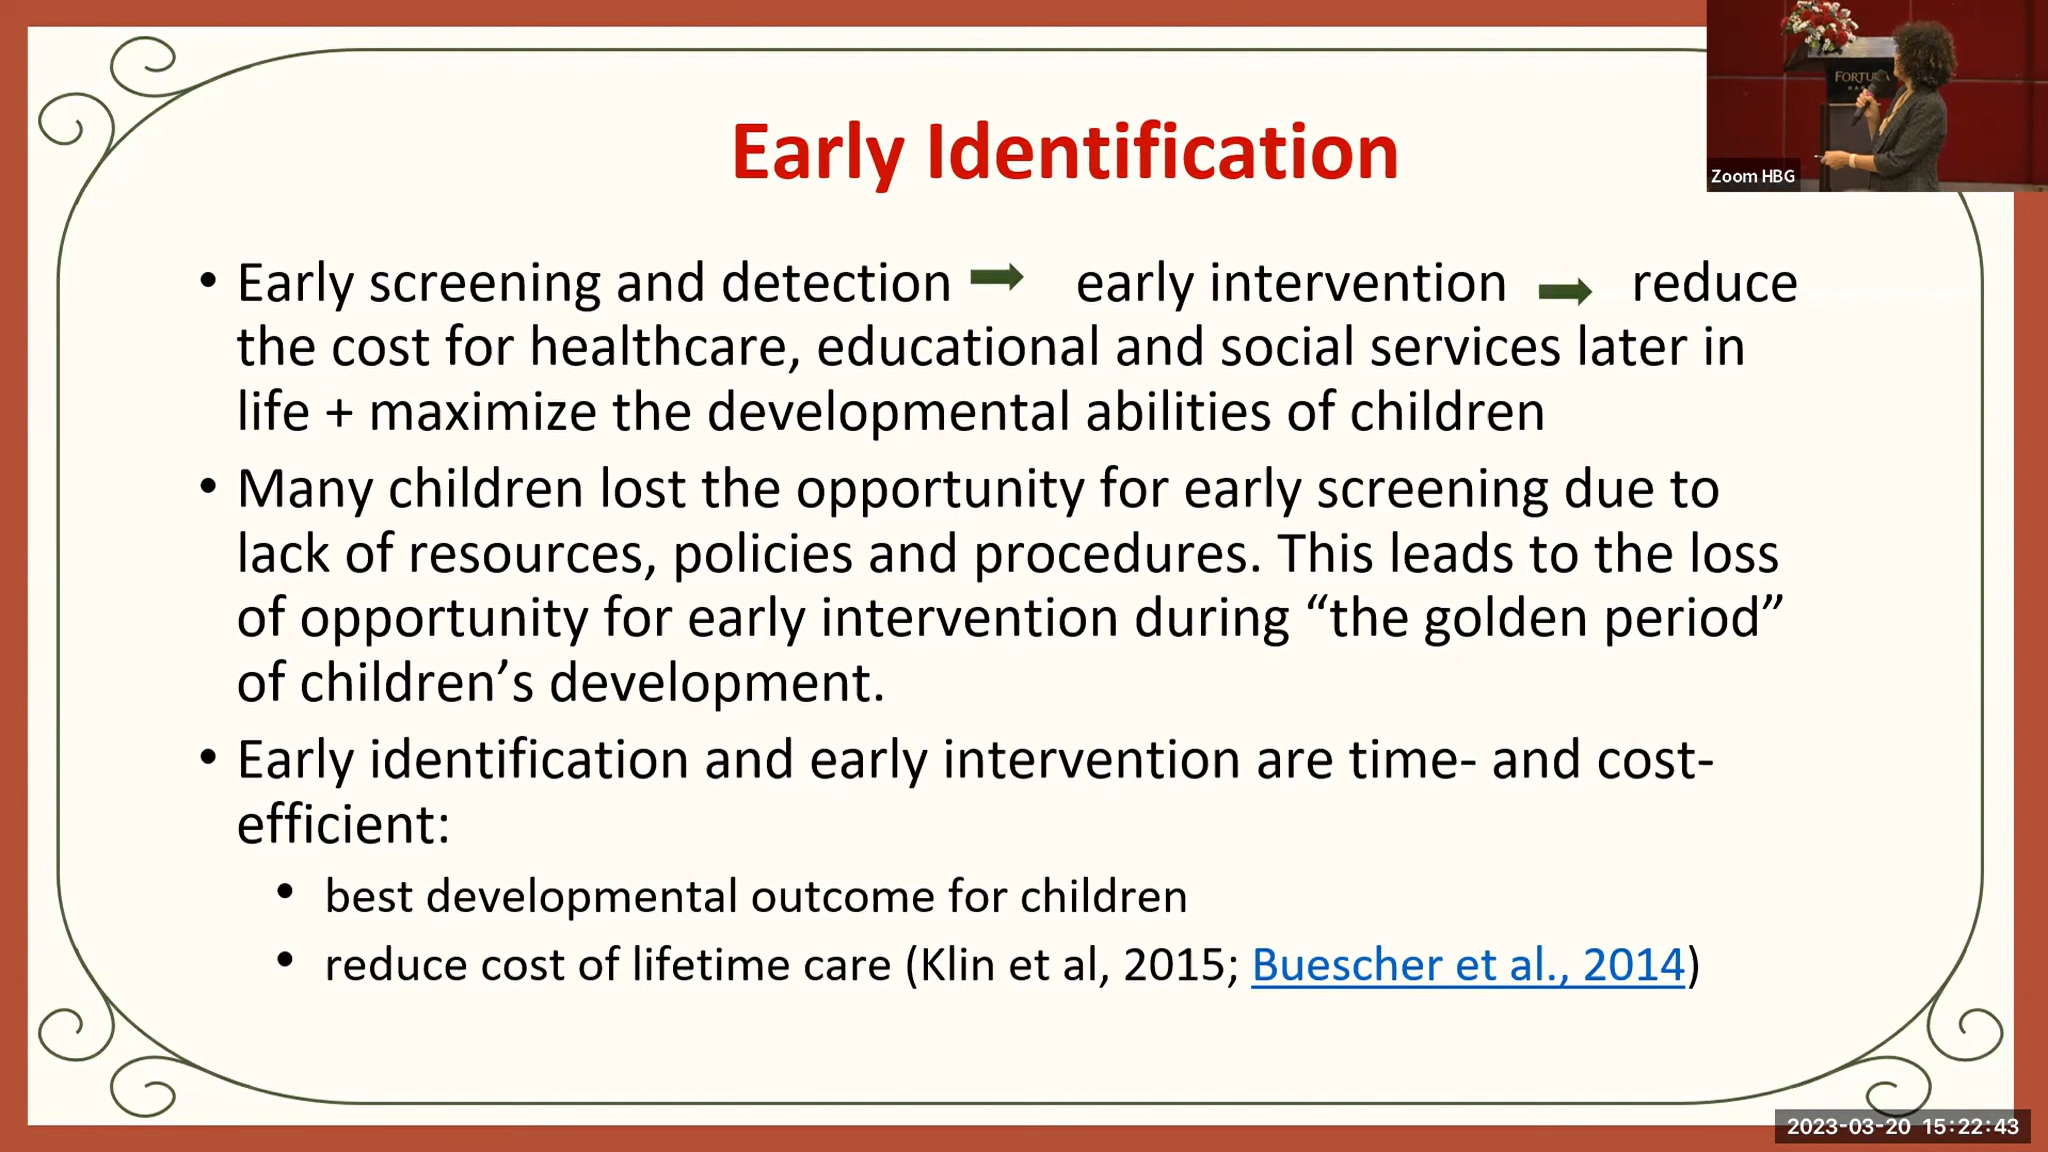 Early Identification
FORTU
Zoom HBG
• Early screening and detection ➡ early intervention ➡ reduce
the cost for healthcare, educational and social services later in
life + maximize the developmental abilities of children
• Many children lost the opportunity for early screening due to
lack of resources, policies and procedures. This leads to the loss
of opportunity for early intervention during “the golden period”
of children’s development.
• Early identification and early intervention are time- and cost-
efficient:
• best developmental outcome for children
• reduce cost of lifetime care (Klin et al, 2015; Buescher et al., 2014)
2023-03-20 15:22:43